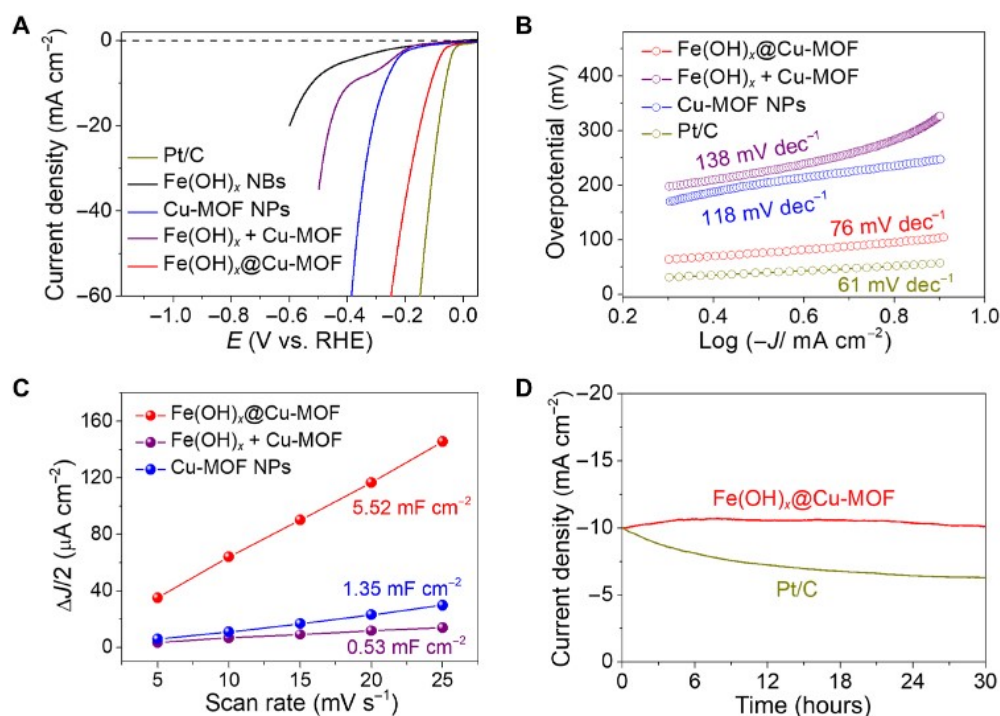 A
Current density (mA cm⁻²)
0
−20
−40
−60
Pt/C
Fe(OH)ₓ NBs
Cu-MOF NPs
Fe(OH)ₓ + Cu-MOF
Fe(OH)ₓ@Cu-MOF
−1.0 −0.8 −0.6 −0.4 −0.2 0.0
E (V vs. RHE)
B
Overpotential (mV)
400
300
200
100
0
Fe(OH)ₓ@Cu-MOF
Fe(OH)ₓ + Cu-MOF
Cu-MOF NPs
Pt/C
138 mV dec⁻¹
118 mV dec⁻¹
76 mV dec⁻¹
61 mV dec⁻¹
0.2 0.4 0.6 0.8 1.0
Log (−J/ mA cm⁻²)
C
ΔJ/2 (μA cm⁻²)
160
120
80
40
0
Fe(OH)ₓ@Cu-MOF
Fe(OH)ₓ + Cu-MOF
Cu-MOF NPs
5.52 mF cm⁻²
1.35 mF cm⁻²
0.53 mF cm⁻²
5 10 15 20 25
Scan rate (mV s⁻¹)
D
Current density (mA cm⁻²)
−20
−15
−10
−5
0
Fe(OH)ₓ@Cu-MOF
Pt/C
0 6 12 18 24 30
Time (hours)